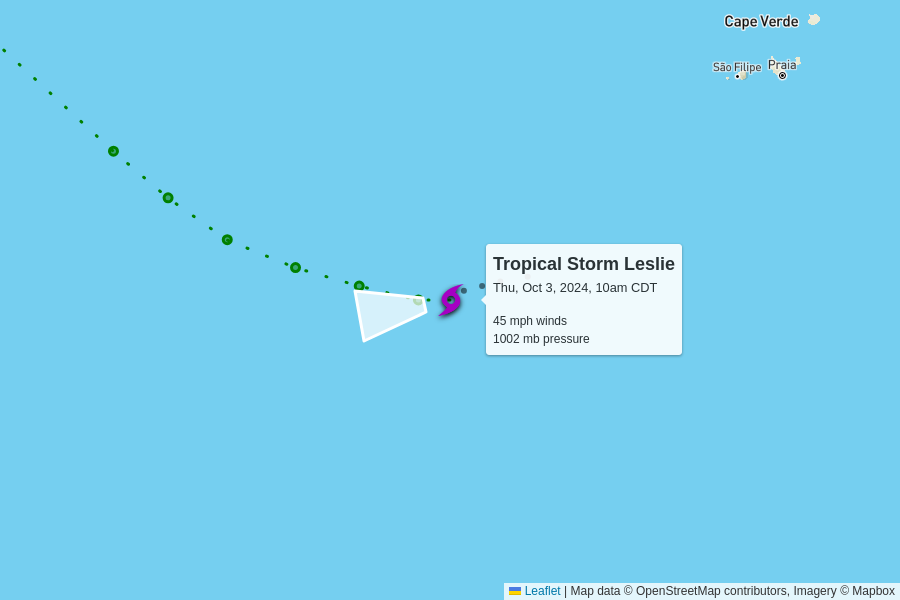 Cape Verde
São Filipe
Praia
Tropical Storm Leslie
Thu, Oct 3, 2024, 10am CDT
45 mph winds
1002 mb pressure
Leaflet | Map data © OpenStreetMap contributors, Imagery © Mapbox